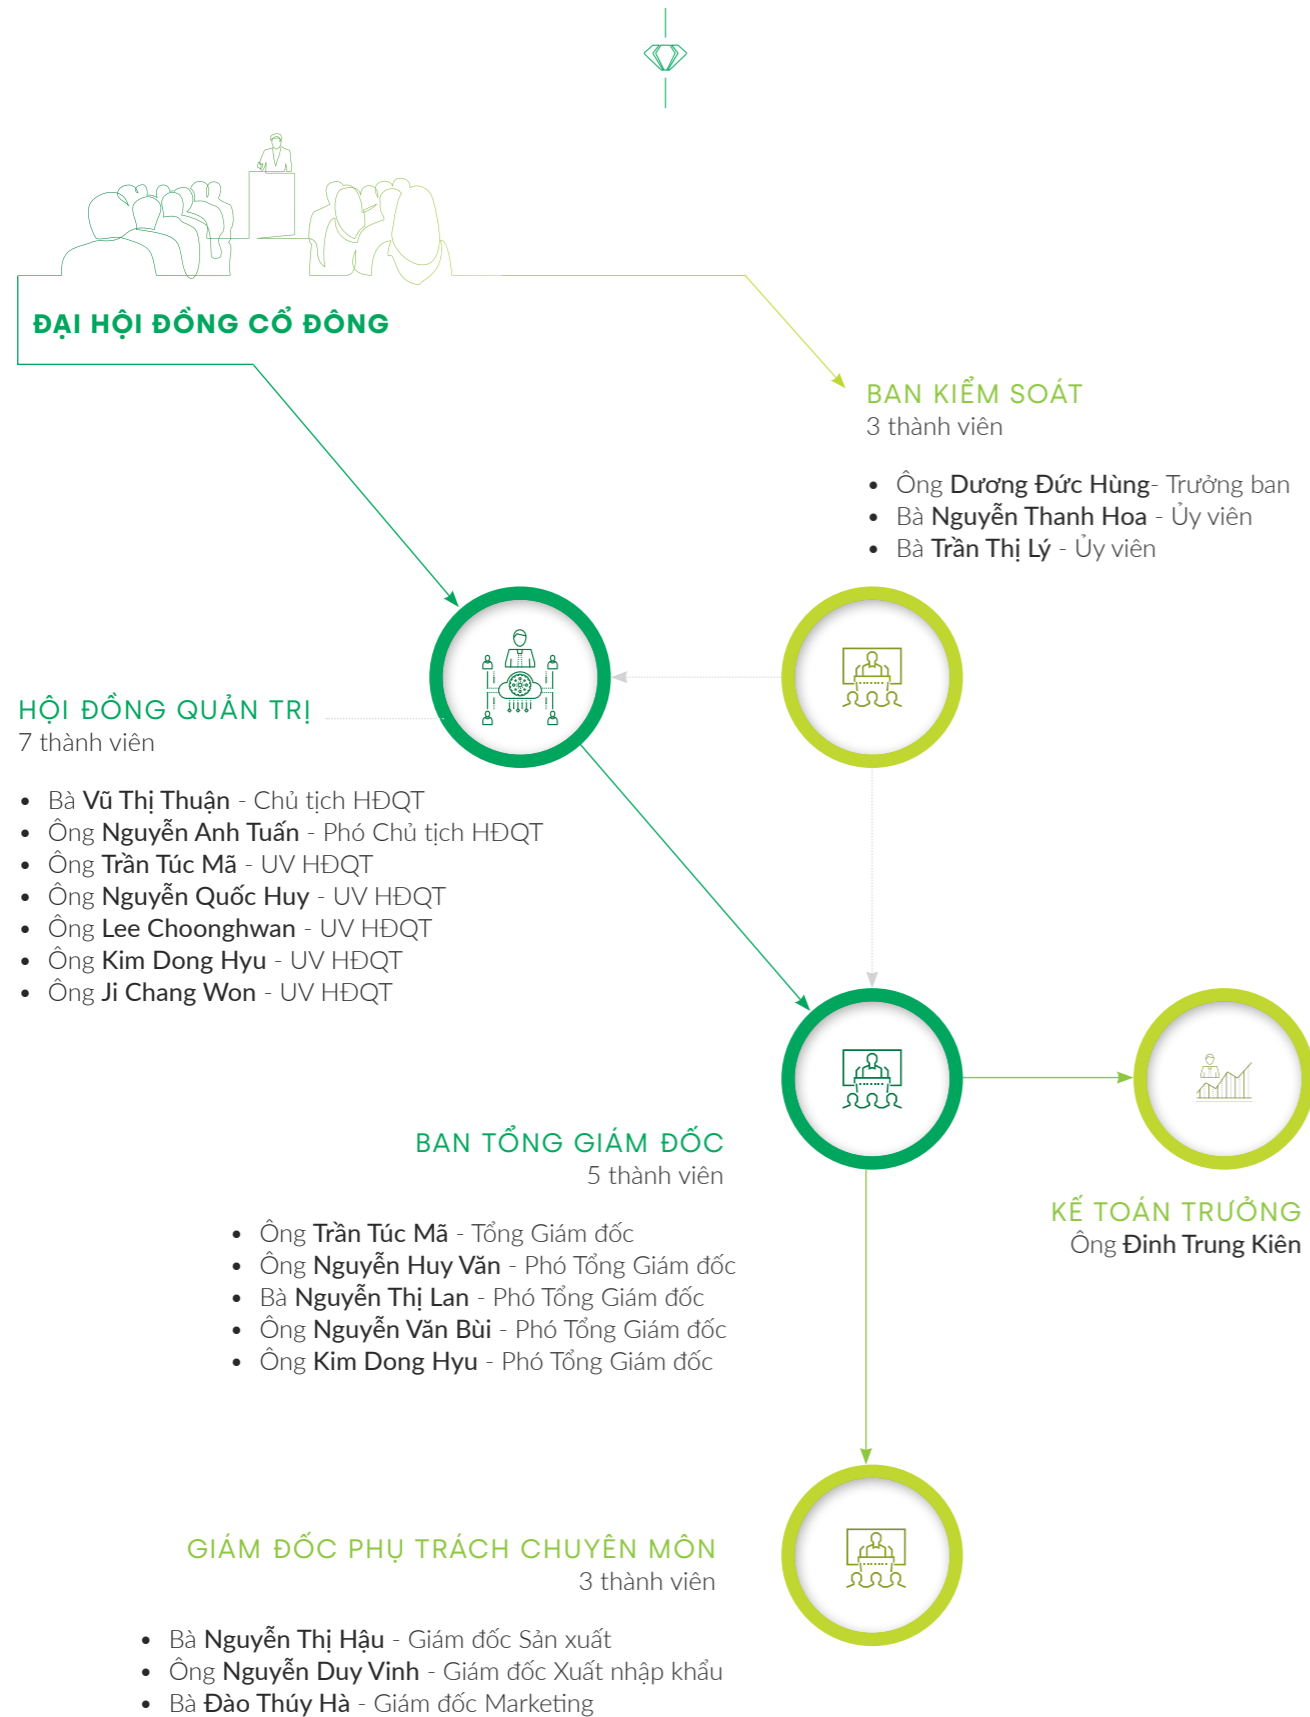 ĐẠI HỘI ĐỒNG CỔ ĐÔNG
BAN KIỂM SOÁT
3 thành viên
• Ông Dương Đức Hùng- Trưởng ban
• Bà Nguyễn Thanh Hoa - Ủy viên
• Bà Trần Thị Lý - Ủy viên
HỘI ĐỒNG QUẢN TRỊ
7 thành viên
• Bà Vũ Thị Thuận - Chủ tịch HĐQT
• Ông Nguyễn Anh Tuấn - Phó Chủ tịch HĐQT
• Ông Trần Túc Mã - UV HĐQT
• Ông Nguyễn Quốc Huy - UV HĐQT
• Ông Lee Choonghwan - UV HĐQT
• Ông Kim Dong Hyu - UV HĐQT
• Ông Ji Chang Won - UV HĐQT
BAN TỔNG GIÁM ĐỐC
5 thành viên
• Ông Trần Túc Mã - Tổng Giám đốc
• Ông Nguyễn Huy Văn - Phó Tổng Giám đốc
• Bà Nguyễn Thị Lan - Phó Tổng Giám đốc
• Ông Nguyễn Văn Bùi - Phó Tổng Giám đốc
• Ông Kim Dong Hyu - Phó Tổng Giám đốc
KẾ TOÁN TRƯỞNG
Ông Đinh Trung Kiên
GIÁM ĐỐC PHỤ TRÁCH CHUYÊN MÔN
3 thành viên
• Bà Nguyễn Thị Hậu - Giám đốc Sản xuất
• Ông Nguyễn Duy Vinh - Giám đốc Xuất nhập khẩu
• Bà Đào Thúy Hà - Giám đốc Marketing